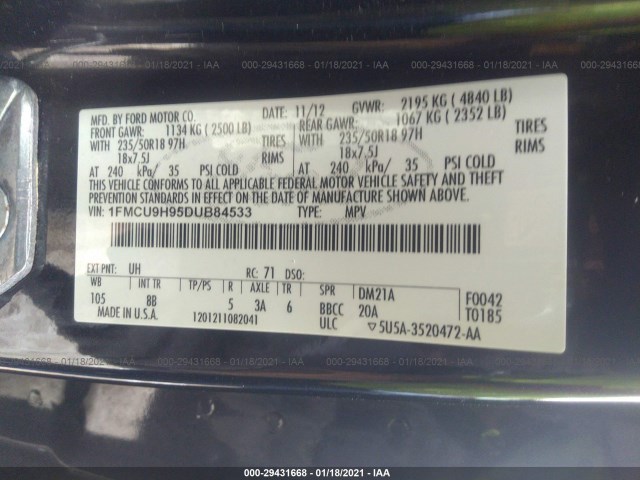 000-29431668 - 01/18/2021 - IAA
MFD. BY FORD MOTOR CO.
DATE: 11/12 GVWR: 2195 KG ( 4840 LB)
FRONT GAWR: 1134 KG ( 2500 LB) REAR GAWR: 1067 KG ( 2352 LB)
WITH 235/50R18 97H TIRES WITH 235/50R18 97H TIRES
18x7.5J RIMS 18x7.5J RIMS
AT 240 kPa/ 35 PSI COLD AT 240 kPa/ 35 PSI COLD
THIS VEHICLE CONFORMS TO ALL APPLICABLE FEDERAL MOTOR VEHICLE SAFETY AND THEFT
PREVENTION STANDARDS IN EFFECT ON THE DATE OF MANUFACTURE SHOWN ABOVE.
VIN: 1FMCU9H95DUB84533 TYPE: MPV
EXT PNT: UH RC: 71 DSO:
WB INT TR TP/PS R AXLE TR SPR DM21A F0042
105 8B 5 3A 6 BBCC 20A T0185
MADE IN U.S.A. 1201211082041 ULC ▽5U5A-3520472-AA
000-29431668 - 01/18/2021 - IAA